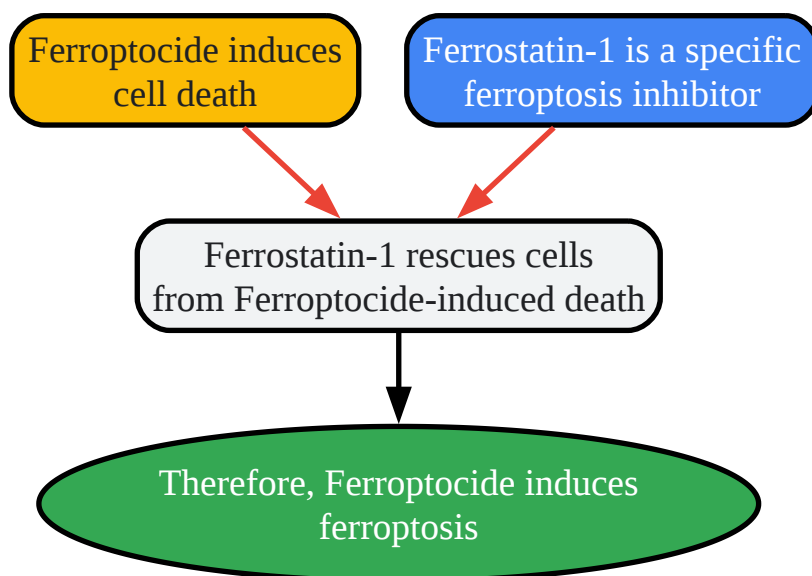 Ferroptocide induces
cell death
Ferrostatin-1 is a specific
ferroptosis inhibitor
Ferrostatin-1 rescues cells
from Ferroptocide-induced death
Therefore, Ferroptocide induces
ferroptosis